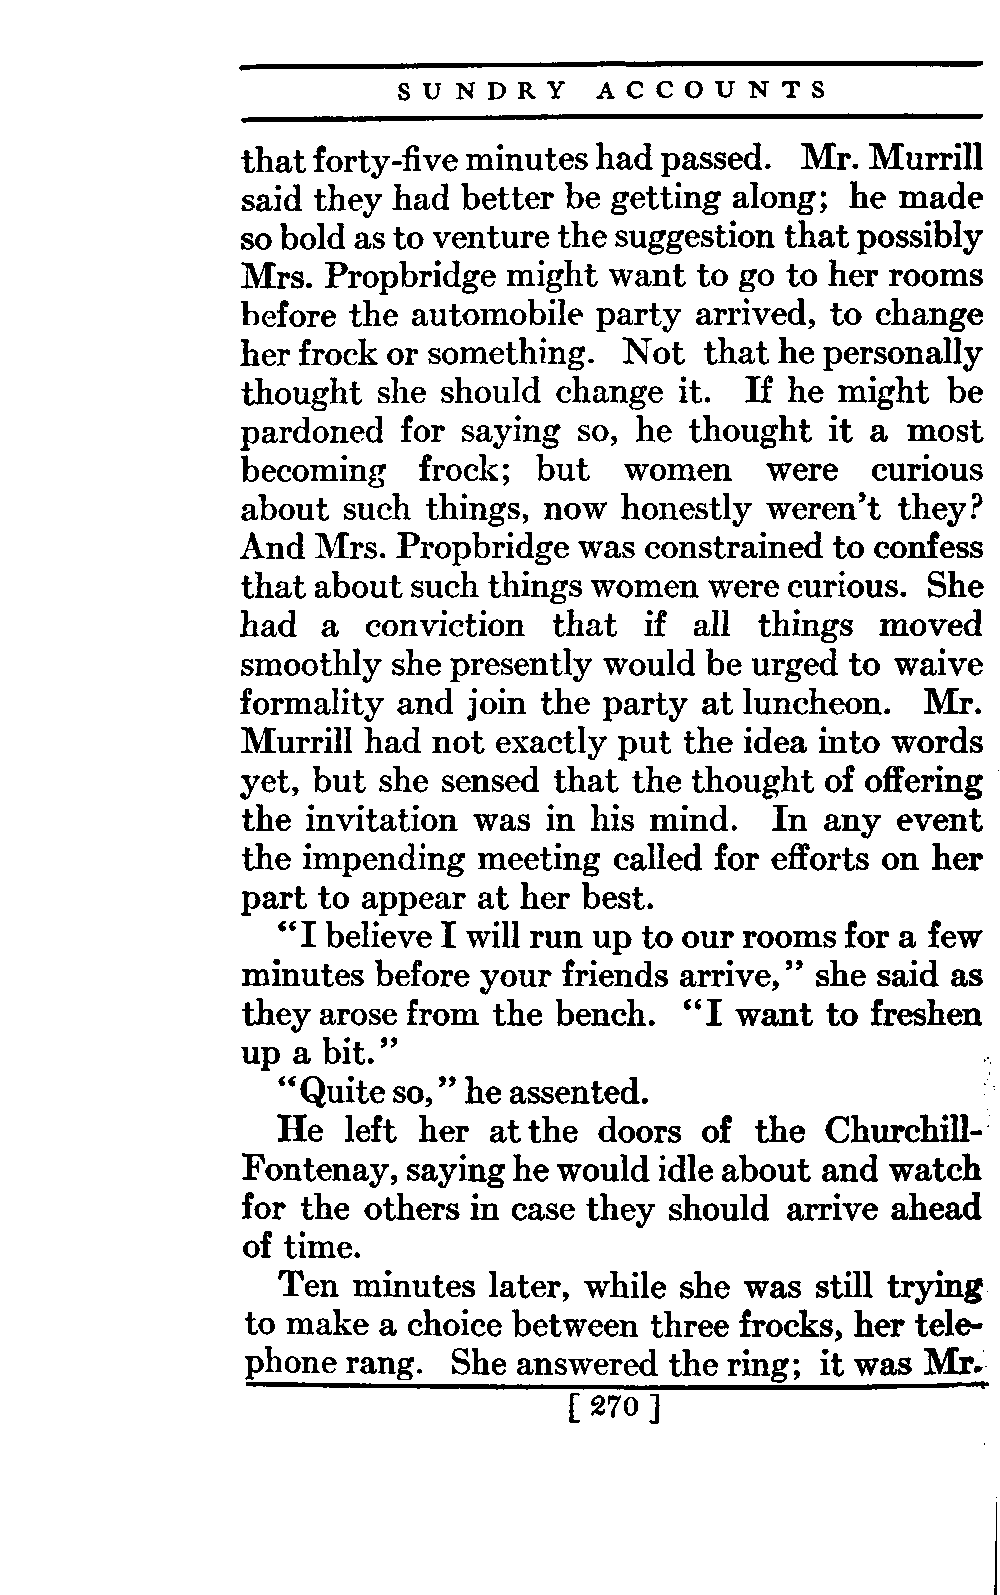 SUNDRY ACCOUNTS
that forty-five minutes had passed. Mr. Murrill
said they had better be getting along; he made
so bold as to venture the suggestion that possibly
Mrs. Propbridge might want to go to her rooms
before the automobile party arrived, to change
her frock or something. Not that he personally
thought she should change it. If he might be
pardoned for saying so, he thought it a most
becoming frock; but women were curious
about such things, now honestly weren't they?
And Mrs. Propbridge was constrained to confess
that about such things women were curious. She
had a conviction that if all things moved
smoothly she presently would be urged to waive
formality and join the party at luncheon. Mr.
Murrill had not exactly put the idea into words
yet, but she sensed that the thought of offering
the invitation was in his mind. In any event
the impending meeting called for efforts on her
part to appear at her best.
"I believe I will run up to our rooms for a few
minutes before your friends arrive," she said as
they arose from the bench. "I want to freshen
up a bit."
"Quite so," he assented.
He left her at the doors of the Churchill-
Fontenay, saying he would idle about and watch
for the others in case they should arrive ahead
of time.
Ten minutes later, while she was still trying
to make a choice between three frocks, her tele-
phone rang. She answered the ring; it was Mr.
[ 270 ]